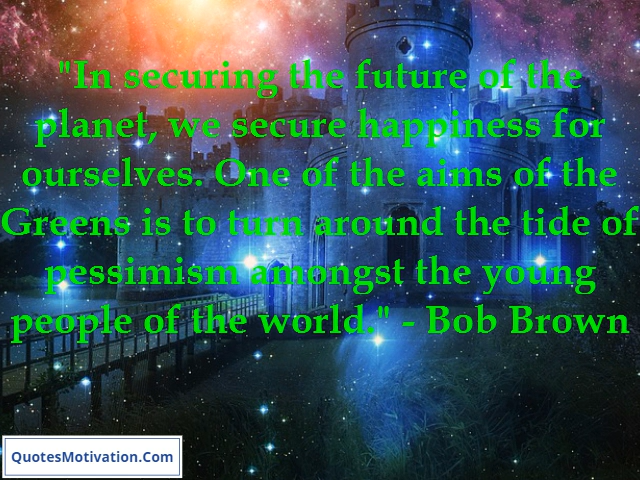 "In securing the future of the
planet, we secure happiness for
ourselves. One of the aims of the
Greens is to turn around the tide of
pessimism amongst the young
people of the world." - Bob Brown
QuotesMotivation.Com